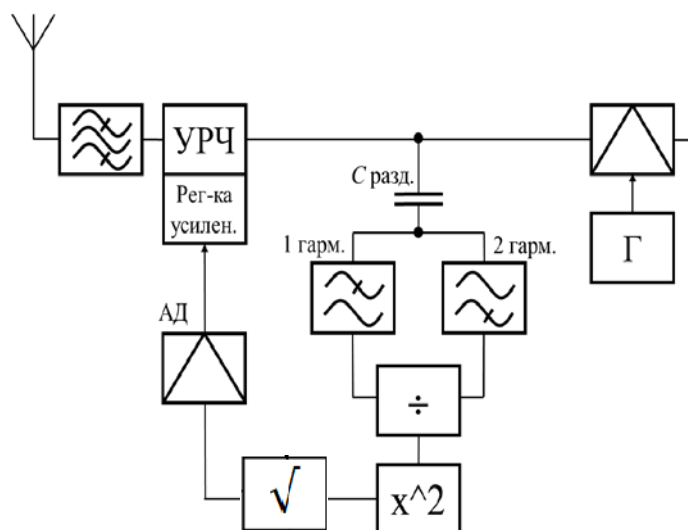 УРЧ
Рег-ка
усилен.
С разд.
1 гарм.
2 гарм.
Г
АД
÷
√
x^2